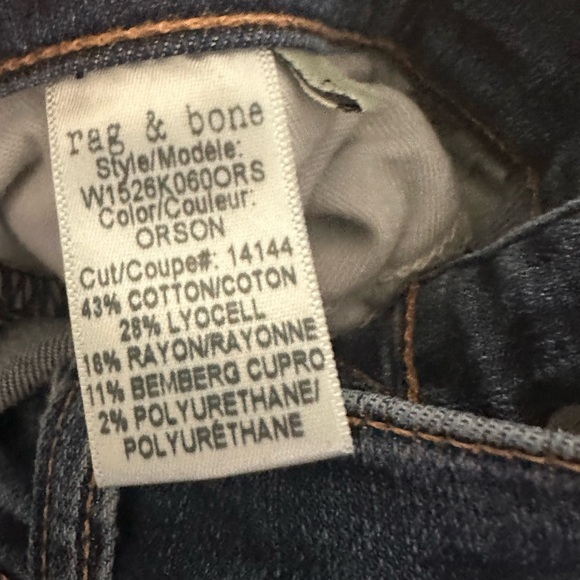 rag & bone
Style/Modèle:
W1526K060ORS
Color/Couleur:
ORSON
Cut/Coupe#: 14144
43% COTTON/COTON
28% LYOCELL
16% RAYON/RAYONNE
11% BEMBERG CUPRO
2% POLYURETHANE/
POLYURÉTHANE